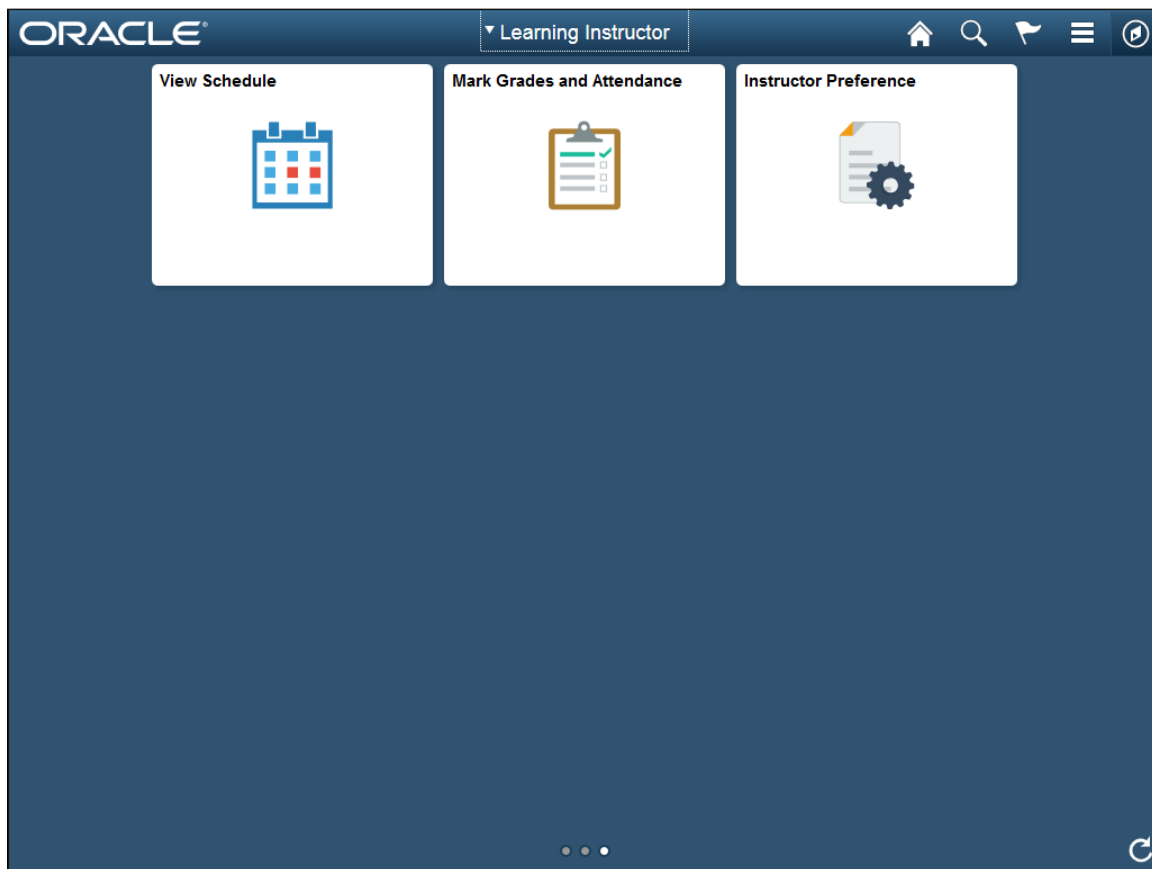 ORACLE®
Learning Instructor
View Schedule
Mark Grades and Attendance
Instructor Preference